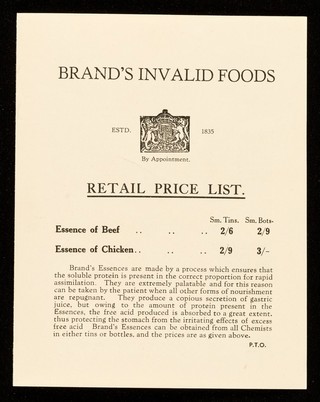 BRAND'S INVALID FOODS
ESTD. 1835
By Appointment.
RETAIL PRICE LIST.
Sm. Tins. Sm. Bots.
Essence of Beef .. .. .. 2/6 2/9
Essence of Chicken.. .. .. 2/9 3/-
Brand's Essences are made by a process which ensures that
the soluble protein is present in the correct proportion for rapid
assimilation. They are extremely palatable and for this reason
can be taken by the patient when all other forms of nourishment
are repugnant. They produce a copious secretion of gastric
juice, but owing to the amount of protein present in the
Essences, the free acid produced is absorbed to a great extent,
thus protecting the stomach from the irritating effects of excess
free acid Brand's Essences can be obtained from all Chemists
in either tins or bottles, and the prices are as given above.
P.T.O.